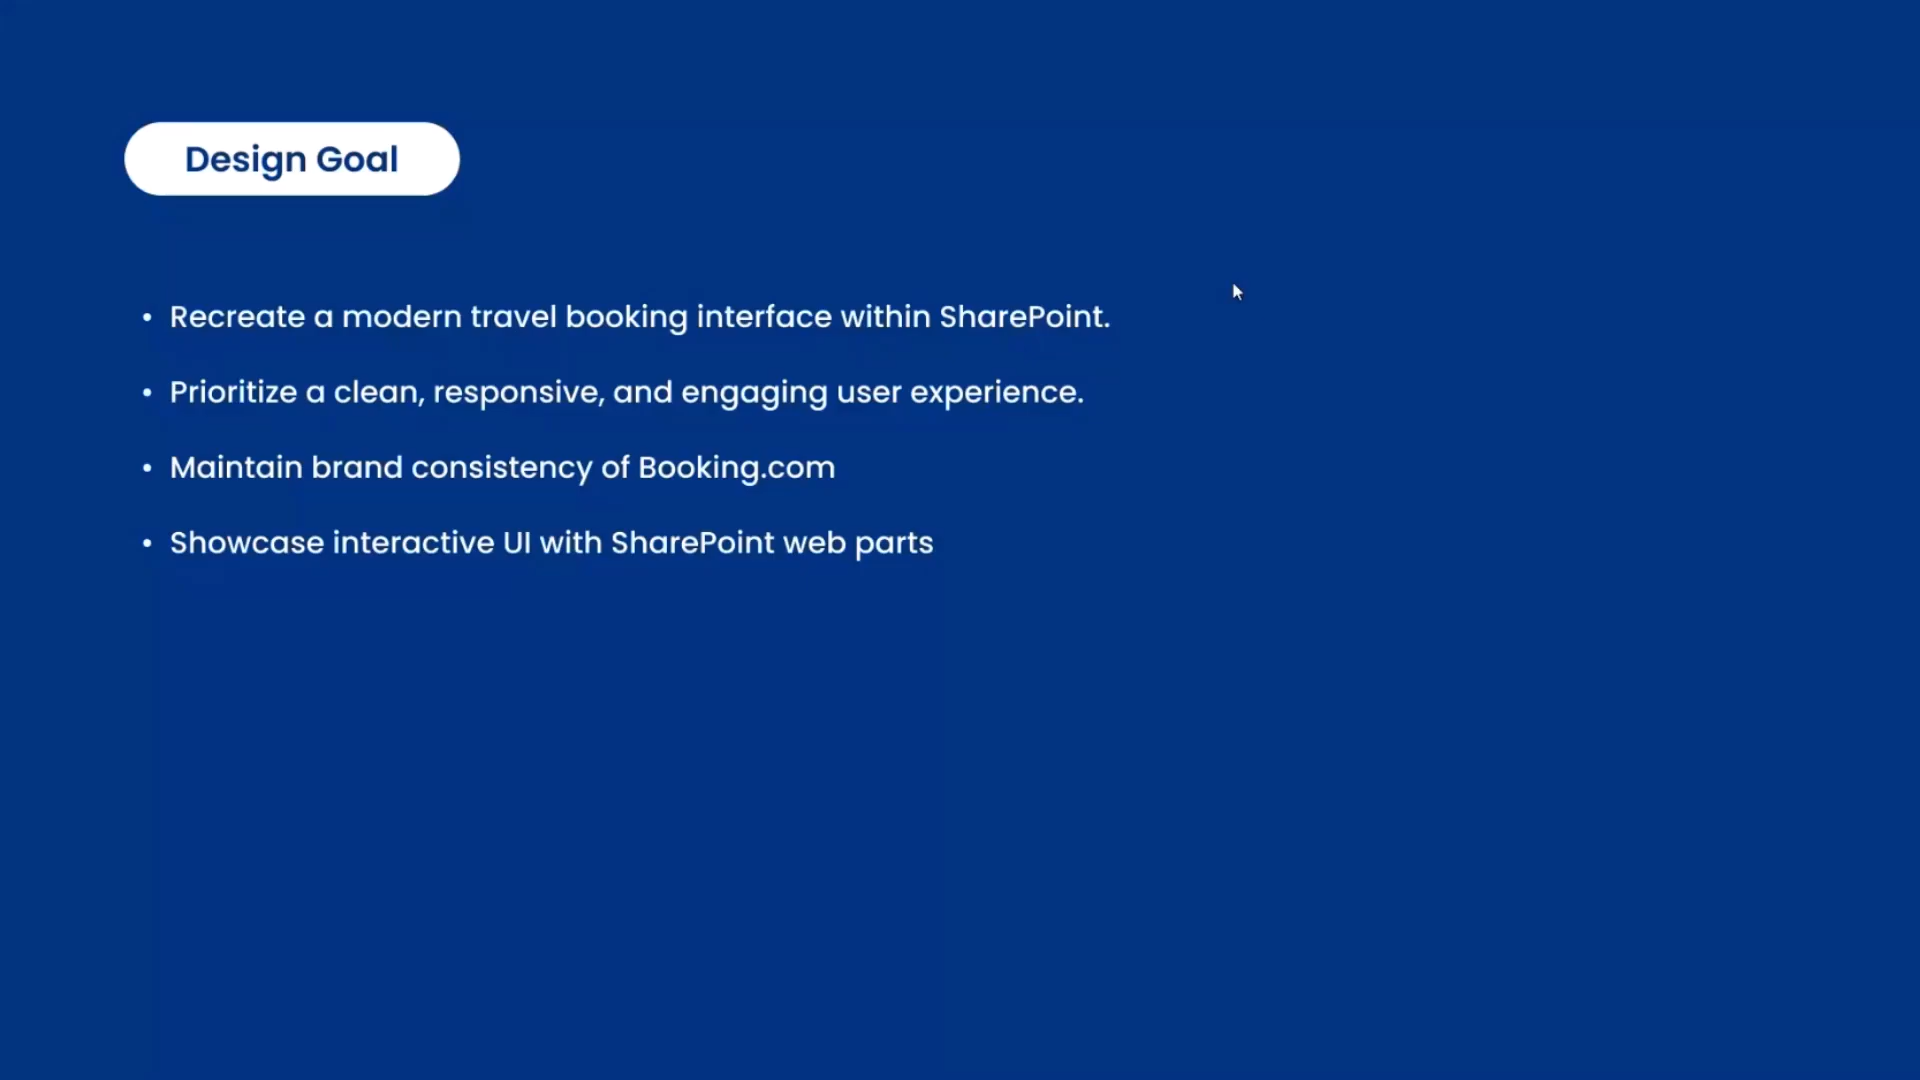 Design Goal
• Recreate a modern travel booking interface within SharePoint.
• Prioritize a clean, responsive, and engaging user experience.
• Maintain brand consistency of Booking.com
• Showcase interactive UI with SharePoint web parts